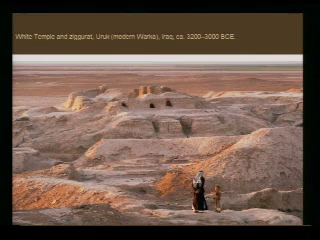 White Temple and ziggurat, Uruk (modern Warka), Iraq, ca. 3200–3000 BCE.